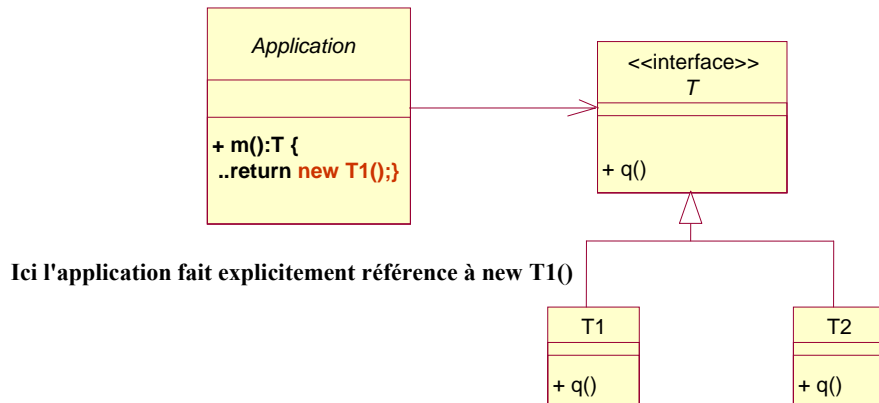 Application
+ m():T {
..return new T1();}
<<interface>>
T
+ q()
Ici l'application fait explicitement référence à new T1()
T1
+ q()
T2
+ q()